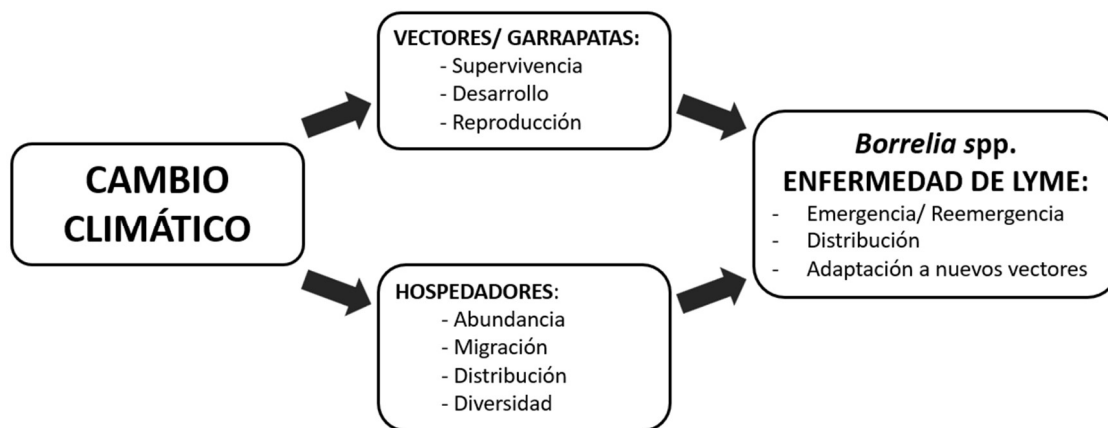 CAMBIO
CLIMÁTICO
VECTORES/ GARRAPATAS:
- Supervivencia
- Desarrollo
- Reproducción
HOSPEDADORES:
- Abundancia
- Migración
- Distribución
- Diversidad
Borrelia spp.
ENFERMEDAD DE LYME:
- Emergencia/ Reemergencia
- Distribución
- Adaptación a nuevos vectores